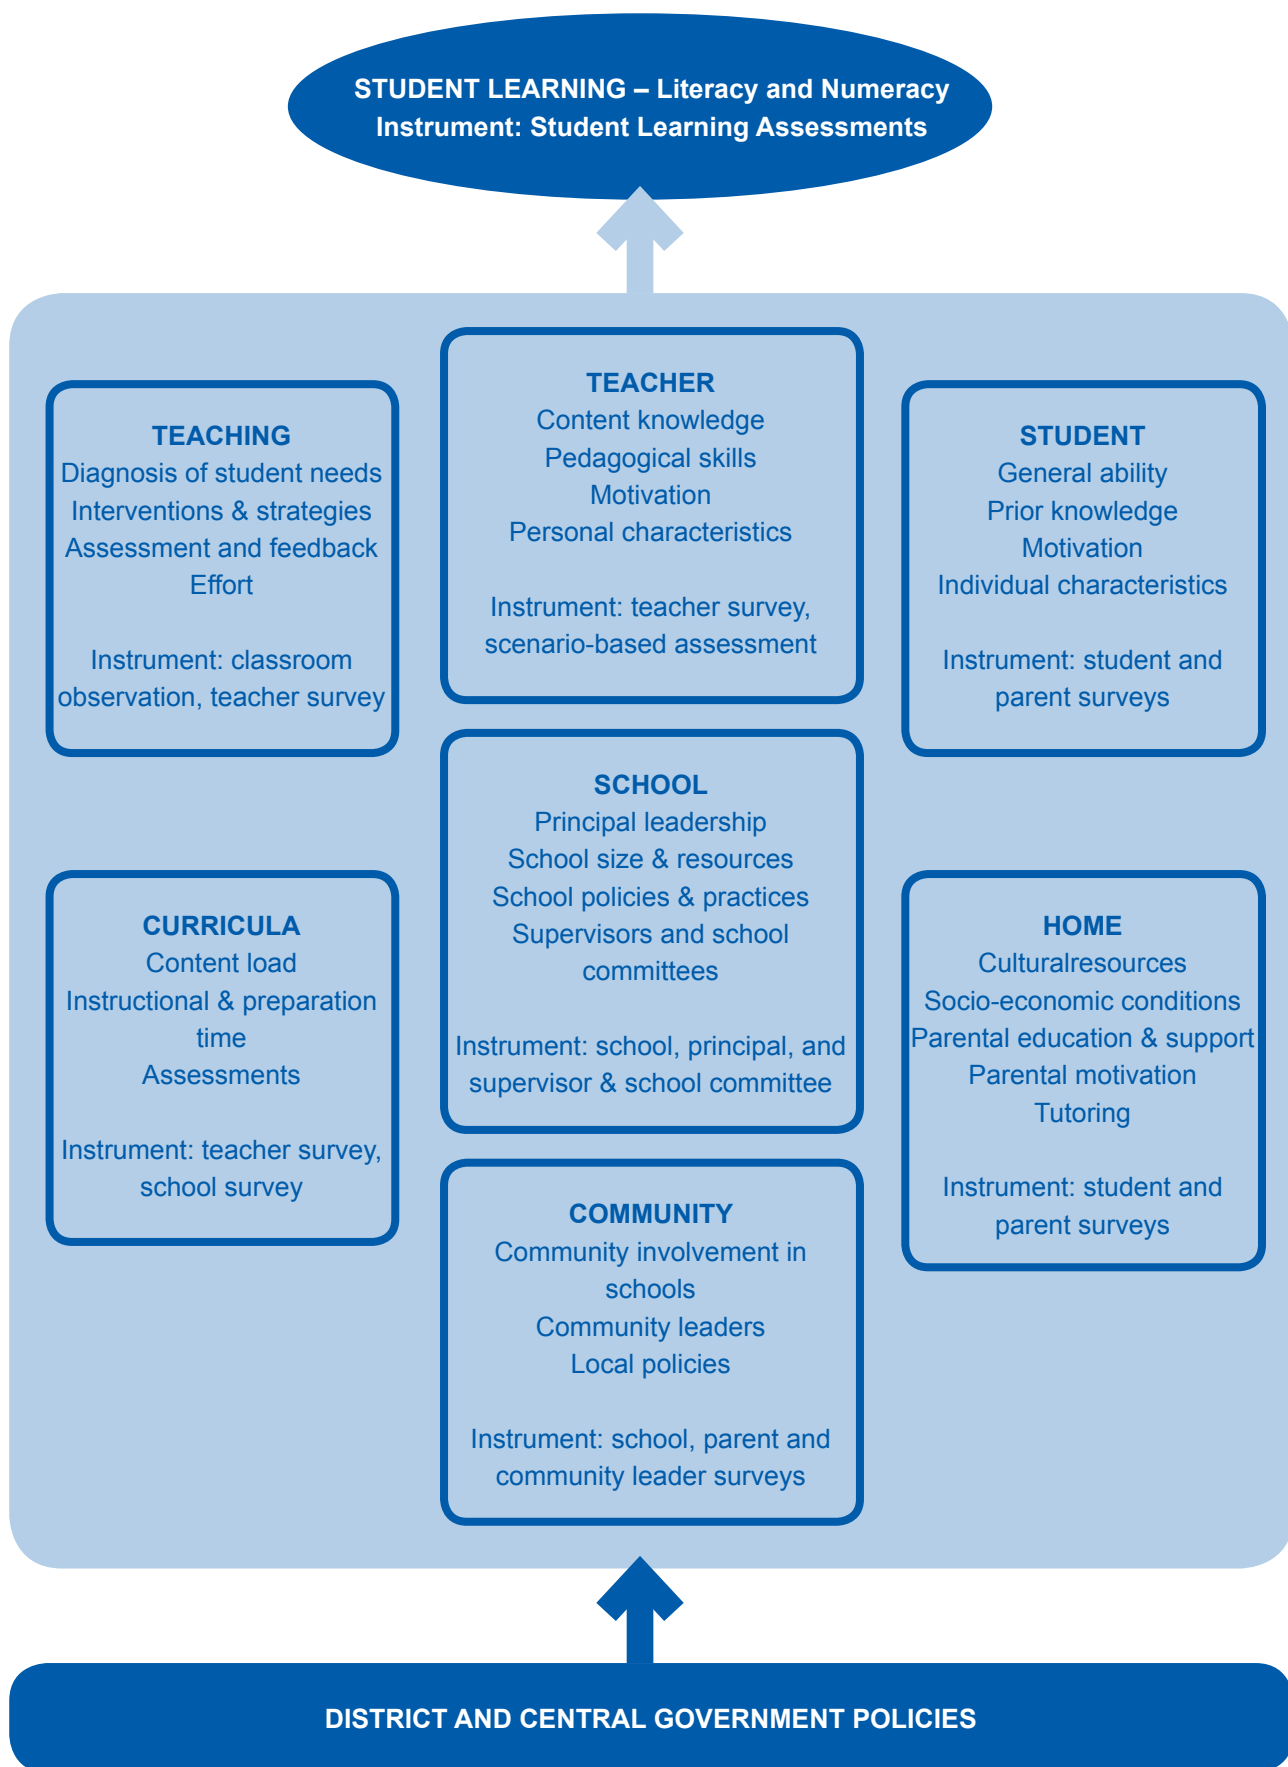 STUDENT LEARNING – Literacy and Numeracy
Instrument: Student Learning Assessments
TEACHING
Diagnosis of student needs
Interventions & strategies
Assessment and feedback
Effort
Instrument: classroom
observation, teacher survey
TEACHER
Content knowledge
Pedagogical skills
Motivation
Personal characteristics
Instrument: teacher survey,
scenario-based assessment
STUDENT
General ability
Prior knowledge
Motivation
Individual characteristics
Instrument: student and
parent surveys
CURRICULA
Content load
Instructional & preparation
time
Assessments
Instrument: teacher survey,
school survey
SCHOOL
Principal leadership
School size & resources
School policies & practices
Supervisors and school
committees
Instrument: school, principal, and
supervisor & school committee
HOME
Culturalresources
Socio-economic conditions
Parental education & support
Parental motivation
Tutoring
Instrument: student and
parent surveys
COMMUNITY
Community involvement in
schools
Community leaders
Local policies
Instrument: school, parent and
community leader surveys
DISTRICT AND CENTRAL GOVERNMENT POLICIES